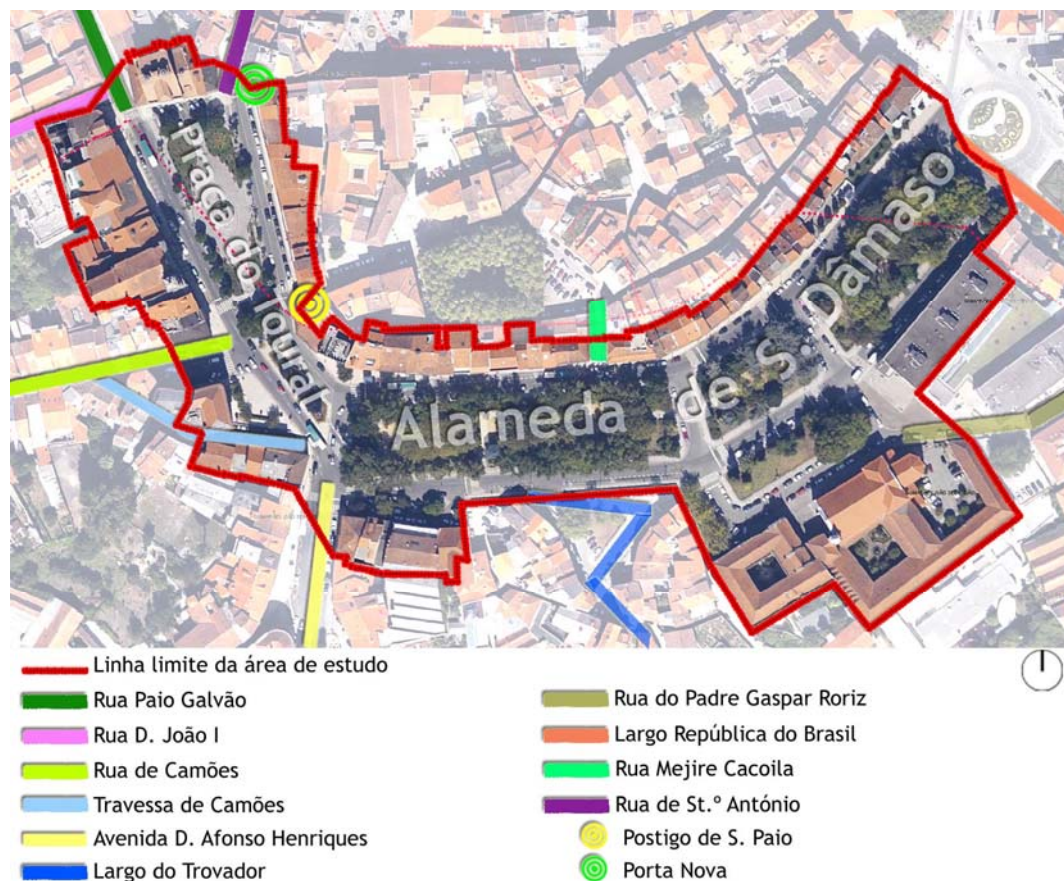 Praça do Toural
Alameda de S. Dâmaso
Linha limite da área de estudo
Rua Paio Galvão
Rua D. João I
Rua de Camões
Travessa de Camões
Avenida D. Afonso Henriques
Largo do Trovador
Rua do Padre Gaspar Roriz
Largo República do Brasil
Rua Mejire Cacoila
Rua de St.º António
Postigo de S. Paio
Porta Nova